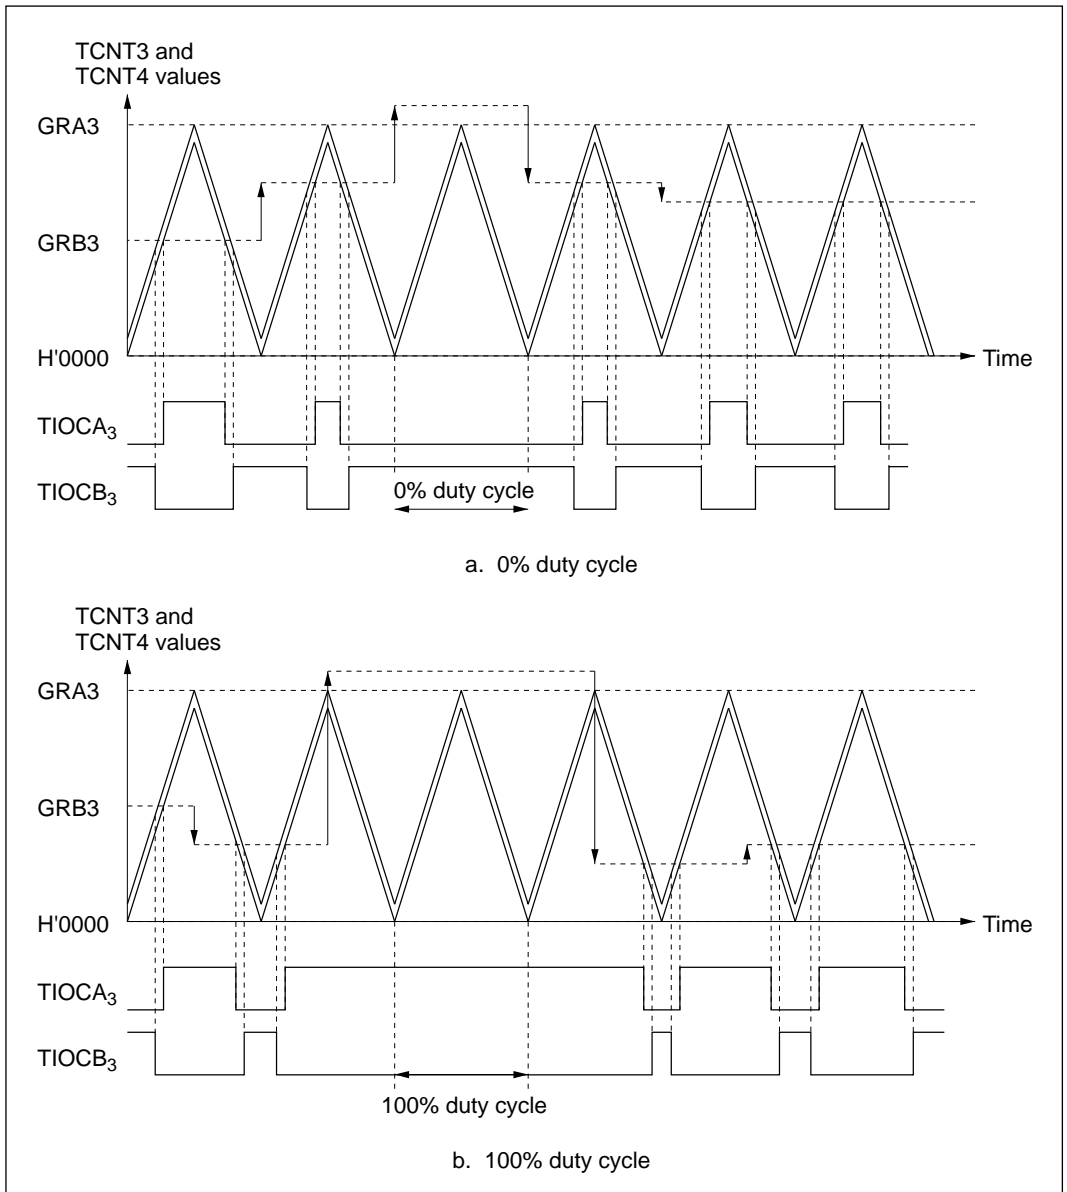 TCNT3 and
TCNT4 values
GRA3
GRB3
H'0000
Time
TIOCA3
TIOCB3
0% duty cycle
a. 0% duty cycle
TCNT3 and
TCNT4 values
GRA3
GRB3
H'0000
Time
TIOCA3
TIOCB3
100% duty cycle
b. 100% duty cycle